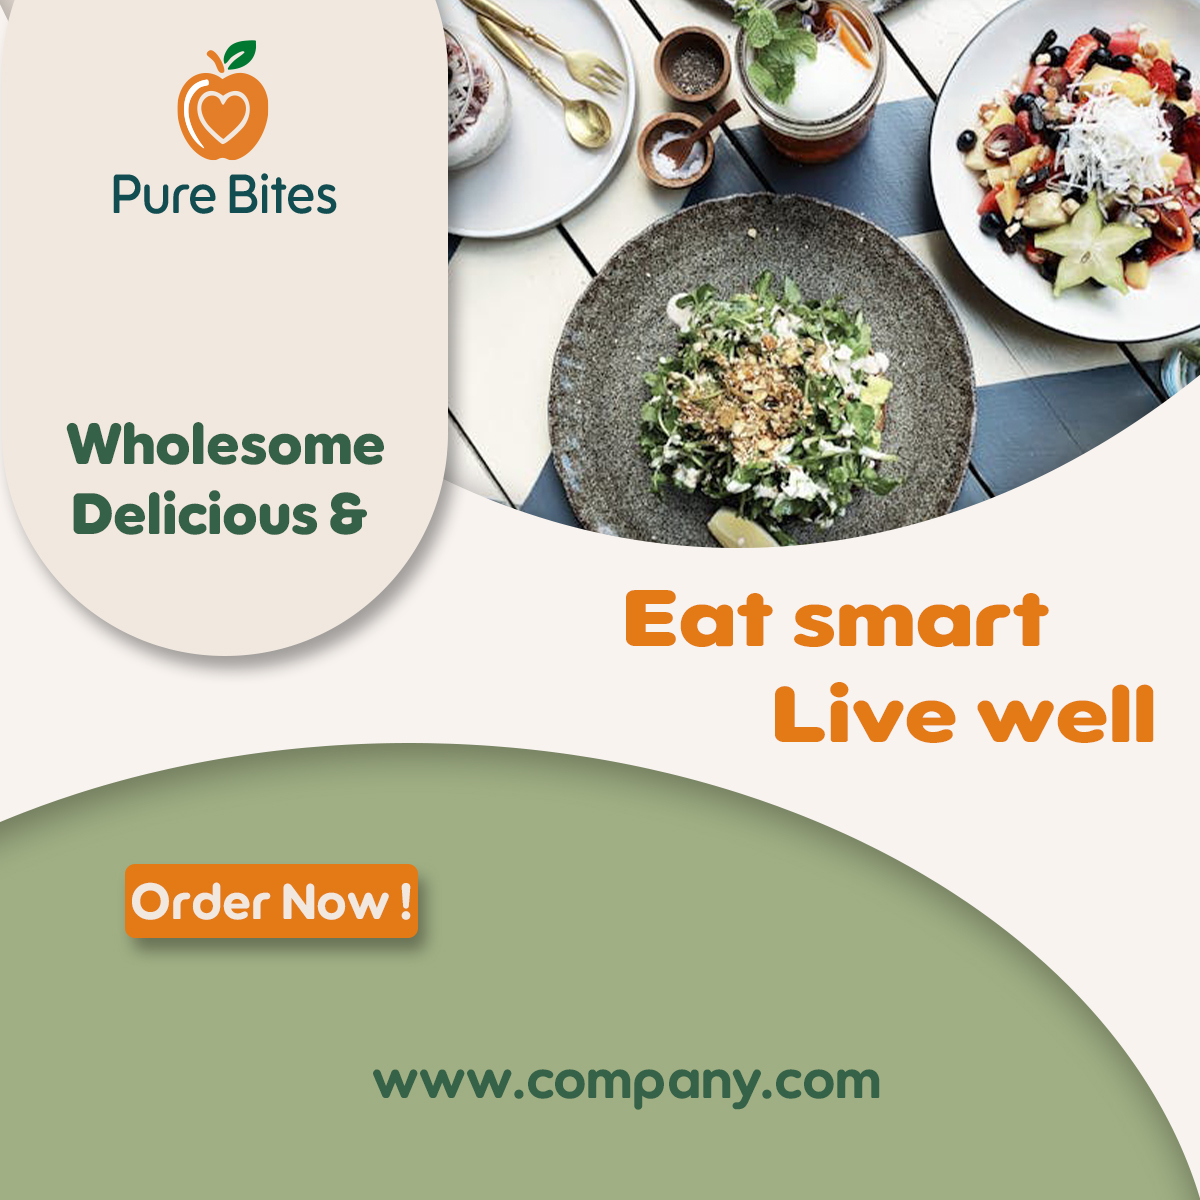 Pure Bites
Wholesome
Delicious &
Eat smart
Live well
Order Now !
www.company.com